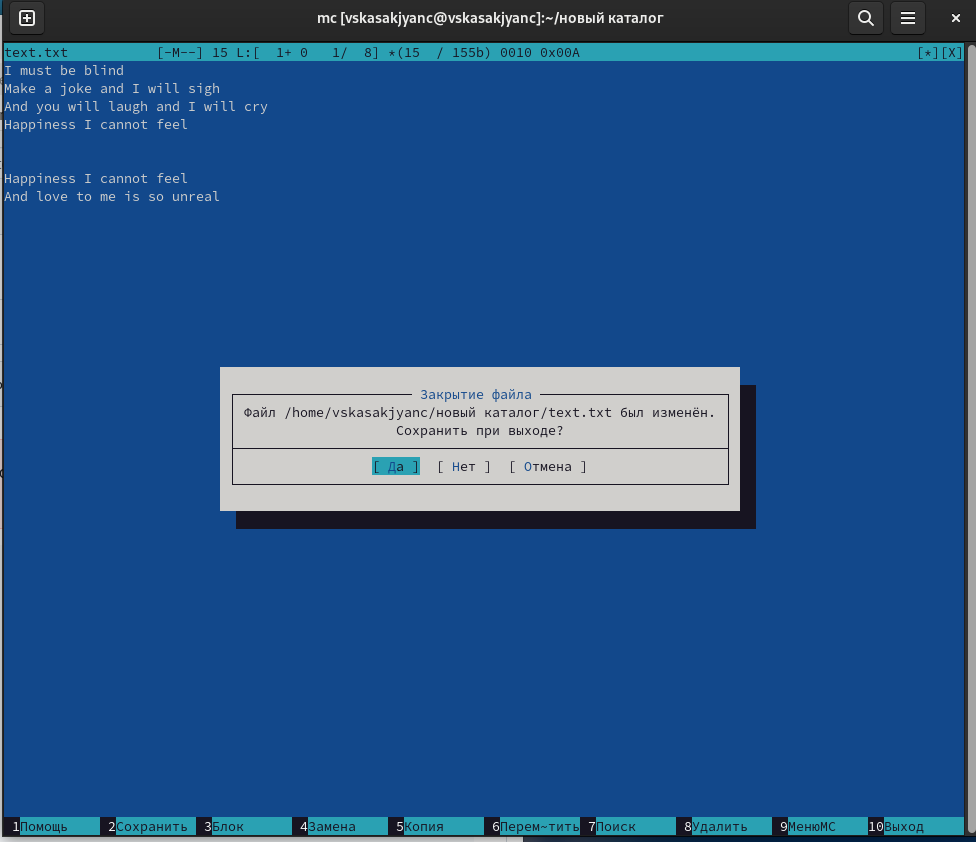 mc [vskasakjyanc@vskasakjyanc]:~/новый каталог
text.txt [-M--] 15 L:[ 1+ 0 1/ 8] *(15 / 155b) 0010 0x00A [*][X]
I must be blind
Make a joke and I will sigh
And you will laugh and I will cry
Happiness I cannot feel
Happiness I cannot feel
And love to me is so unreal
Закрытие файла
Файл /home/vskasakjyanc/новый каталог/text.txt был изменён.
Сохранить при выходе?
[ Да ] [ Нет ] [ Отмена ]
1Помощь 2Сохранить 3Блок 4Замена 5Копия 6Перем~тить 7Поиск 8Удалить 9МенюMC 10Выход